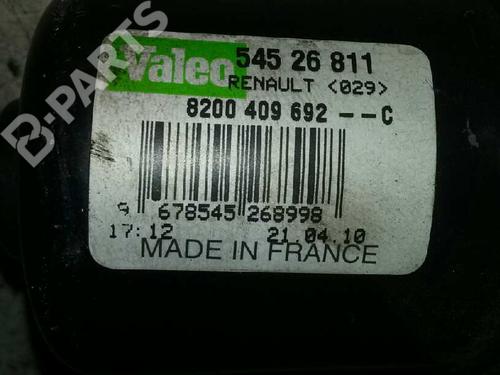 Valeo 545 26 811
RENAULT <029>
8200 409 692 --C
9 678545 268998
17:12 21.04.10
MADE IN FRANCE
B-PARTS
B-PARTS